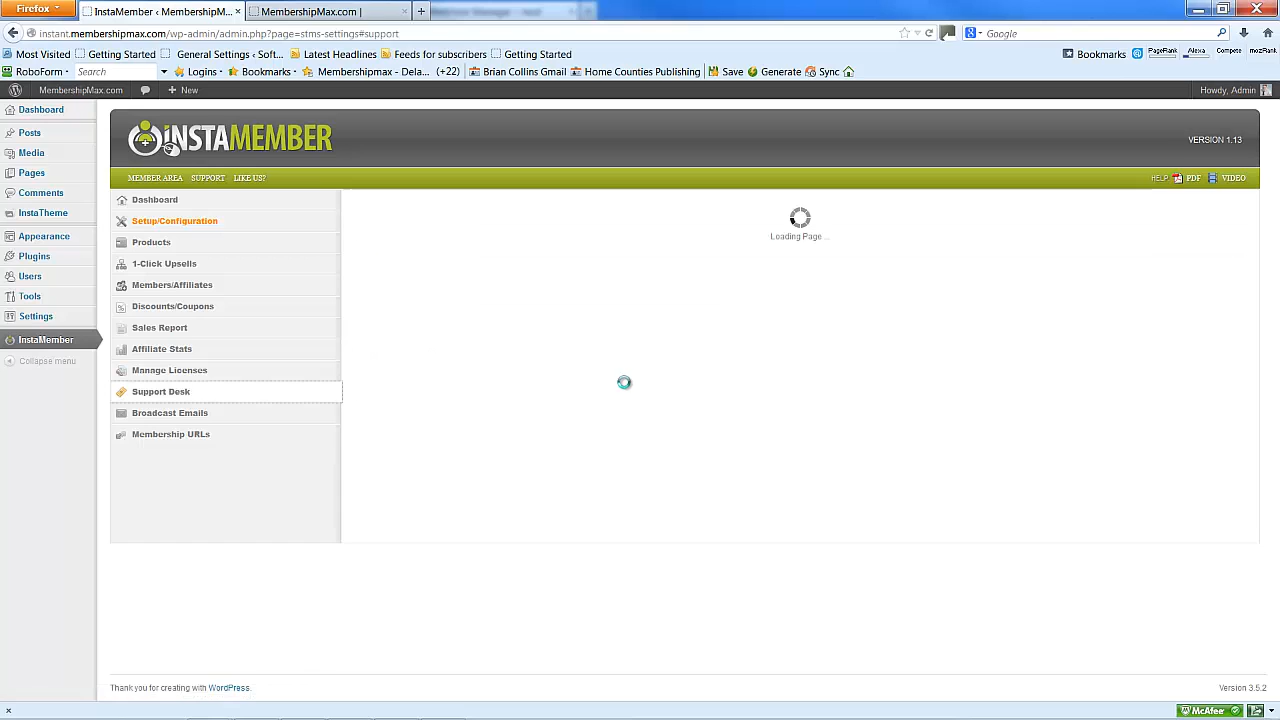 Firefox
InstaMember ‹ MembershipM... × MembershipMax.com | × +
instant.membershipmax.com/wp-admin/admin.php?page=stms-settings#support
Google
Most Visited Getting Started General Settings - Sof... Latest Headlines Feeds for subscribers Getting Started
Bookmarks PageRank Alexa Compete mozRank
RoboForm Search Logins Bookmarks Membershipmax - Dela... (+22) Brian Collins Gmail Home Counties Publishing Save Generate Sync
MembershipMax.com + New
Howdy, Admin
Dashboard
Posts
Media
Pages
Comments
InstaTheme
Appearance
Plugins
Users
Tools
Settings
InstaMember
Collapse menu
INSTAMEMBER
VERSION 1.13
MEMBER AREA SUPPORT LIKE US?
HELP PDF VIDEO
Dashboard
Setup/Configuration
Products
1-Click Upsells
Members/Affiliates
Discounts/Coupons
Sales Report
Affiliate Stats
Manage Licenses
Support Desk
Broadcast Emails
Membership URLs
Loading Page ...
Thank you for creating with WordPress.
Version 3.5.2
×
McAfee